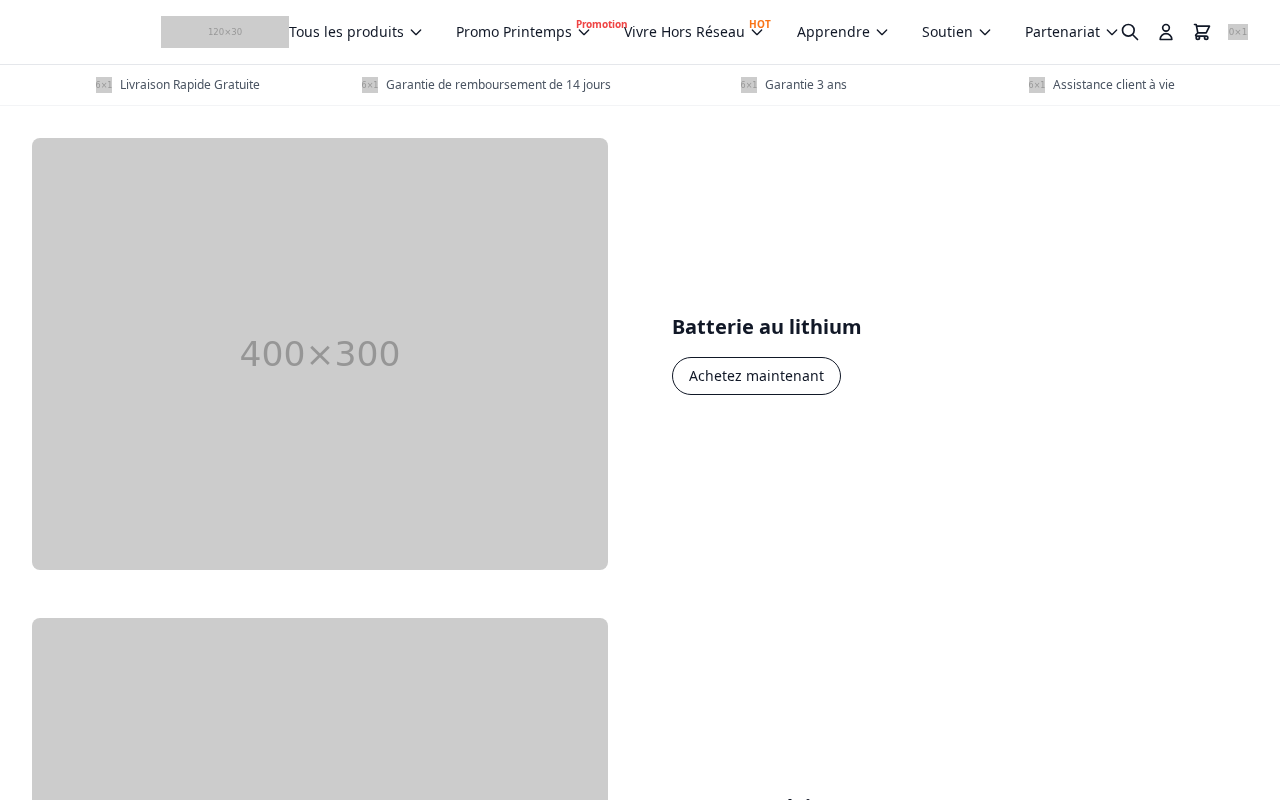 120×30
Tous les produits
Promo Printemps
Promotion
Vivre Hors Réseau
HOT
Apprendre
Soutien
Partenariat
Livraison Rapide Gratuite
Garantie de remboursement de 14 jours
Garantie 3 ans
Assistance client à vie
400×300
Batterie au lithium
Achetez maintenant